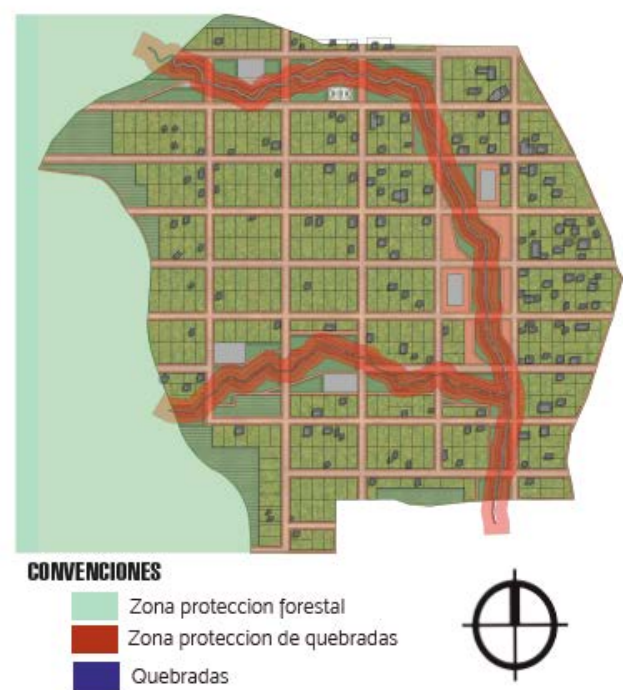 CONVENCIONES
Zona proteccion forestal
Zona proteccion de quebradas
Quebradas